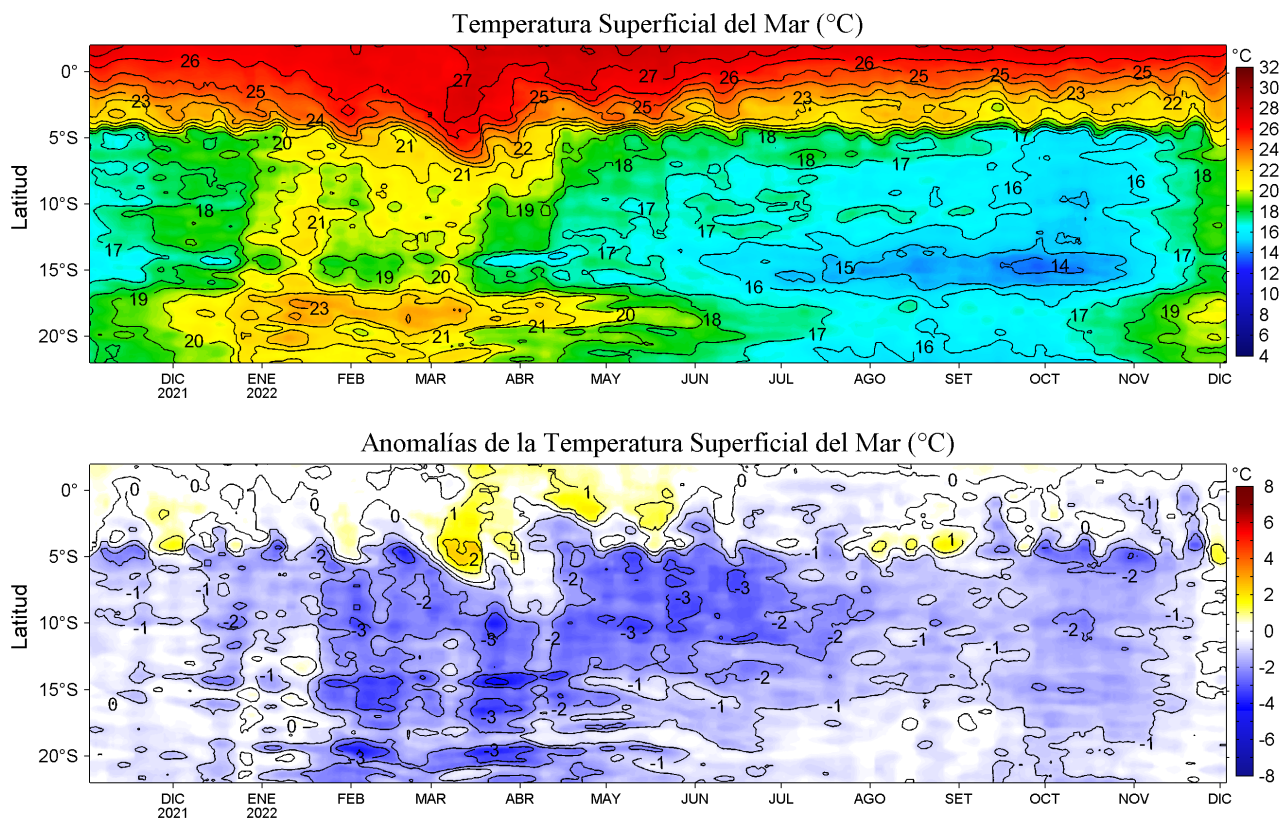 Temperatura Superficial del Mar (°C)
Latitud
0°
5°S
10°S
15°S
20°S
26 26 27 27 26 26 25 25
23 25 24 25 25 23 23 22
20 21 22 18 17
21 18 18 17 18
18 21 19 17 16 16
17 17 17 17
19 20 15 14
19 16
23 20 18 19
20 21 21 17 16
DIC ENE FEB MAR ABR MAY JUN JUL AGO SET OCT NOV DIC
2021 2022
°C
32
30
28
26
24
22
20
18
16
14
12
10
8
6
4
Anomalías de la Temperatura Superficial del Mar (°C)
Latitud
0°
5°S
10°S
15°S
20°S
0 0 0 0 1 1 0 -1
-2 2 -1 1 0
-1 -1 -2 -2 -3 -2
-1 -2 -3 -3 -3 -3 -2 -1 -2 -1
-1 -2 -1 -1
0 0 -3 -2 -1 -1
-3 -3 -1 -1
DIC ENE FEB MAR ABR MAY JUN JUL AGO SET OCT NOV DIC
2021 2022
°C
8
6
4
2
0
-2
-4
-6
-8